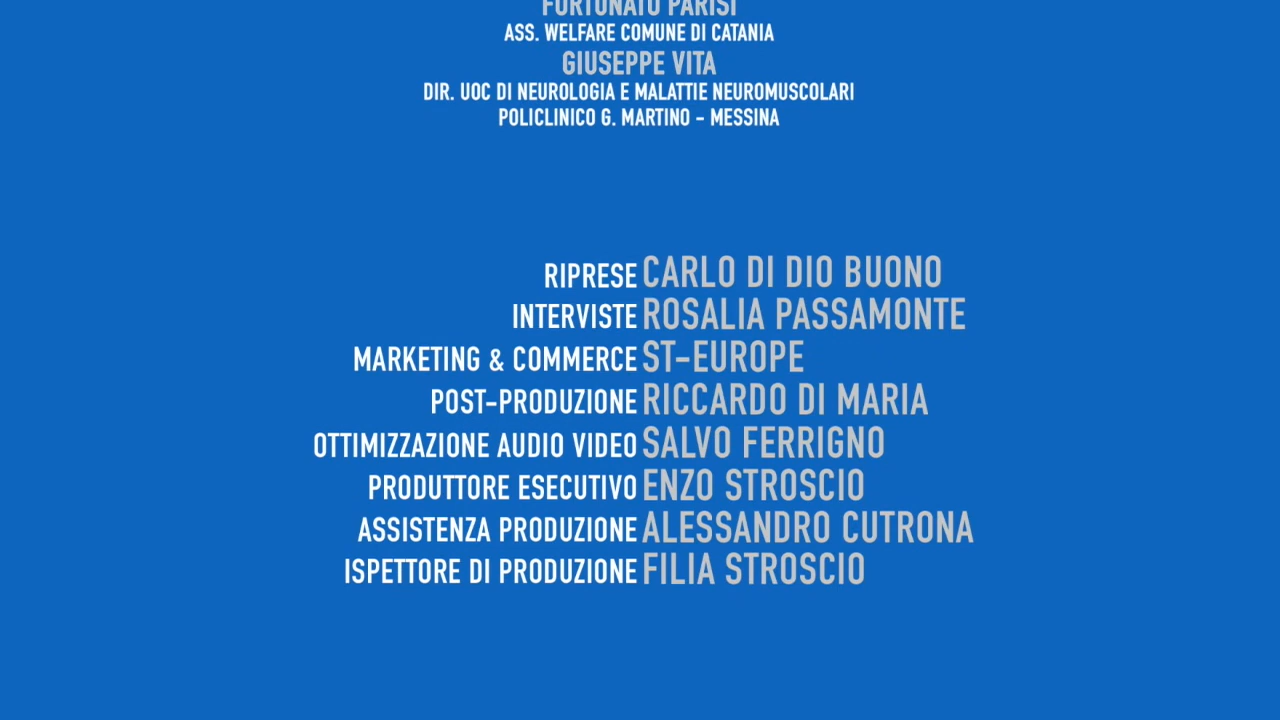 FORTUNATO PARISI
ASS. WELFARE COMUNE DI CATANIA
GIUSEPPE VITA
DIR. UOC DI NEUROLOGIA E MALATTIE NEUROMUSCOLARI
POLICLINICO G. MARTINO - MESSINA
RIPRESE CARLO DI DIO BUONO
INTERVISTE ROSALIA PASSAMONTE
MARKETING & COMMERCE ST-EUROPE
POST-PRODUZIONE RICCARDO DI MARIA
OTTIMIZZAZIONE AUDIO VIDEO SALVO FERRIGNO
PRODUTTORE ESECUTIVO ENZO STROSCIO
ASSISTENZA PRODUZIONE ALESSANDRO CUTRONA
ISPETTORE DI PRODUZIONE FILIA STROSCIO